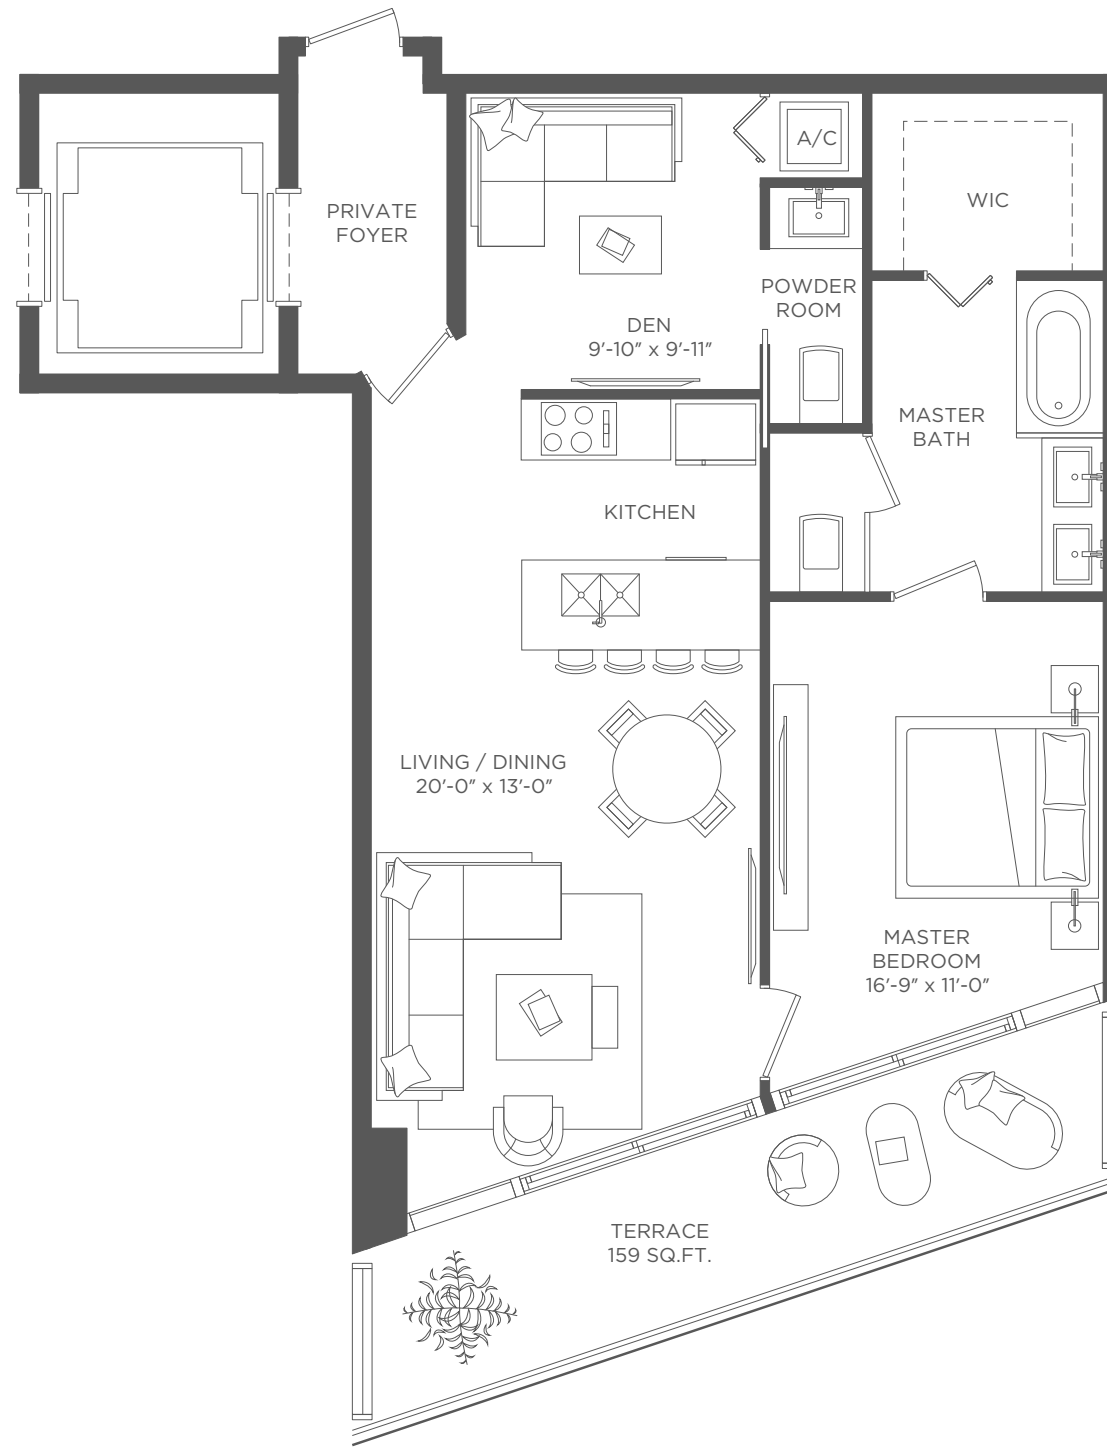 A/C
WIC
PRIVATE
FOYER
POWDER
ROOM
DEN
9'-10" x 9'-11"
MASTER
BATH
KITCHEN
LIVING / DINING
20'-0" x 13'-0"
MASTER
BEDROOM
16'-9" x 11'-0"
TERRACE
159 SQ.FT.